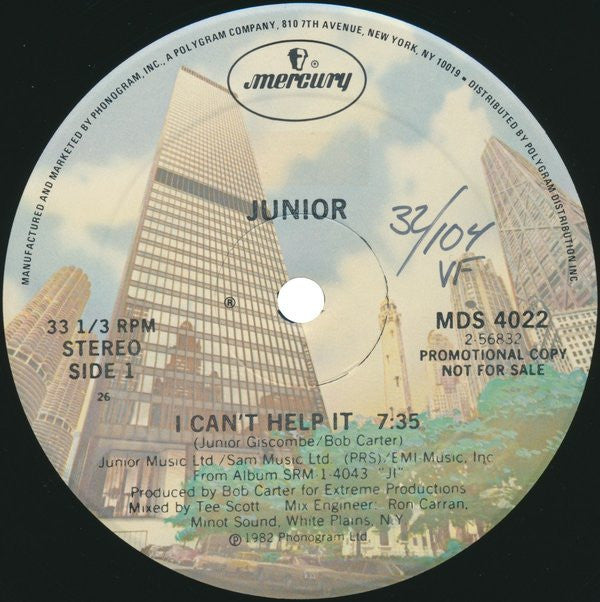 MANUFACTURED AND MARKETED BY PHONOGRAM, INC., A POLYGRAM COMPANY, 810 7TH AVENUE, NEW YORK, NY 10019 • DISTRIBUTED BY POLYGRAM DISTRIBUTION INC.
mercury ®
JUNIOR
32/104
VF
℗
33 1/3 RPM
STEREO
SIDE 1
26
MDS 4022
2-56832
PROMOTIONAL COPY
NOT FOR SALE
I CAN'T HELP IT 7:35
(Junior Giscombe/Bob Carter)
Junior Music Ltd/Sam Music Ltd (PRS)/EMI Music, Inc
From Album SRM-1-4043 "JI"
Produced by Bob Carter for Extreme Productions
Mixed by Tee Scott Mix Engineer: Ron Carran,
Minot Sound, White Plains, N.Y.
℗ © 1982 Phonogram Ltd.